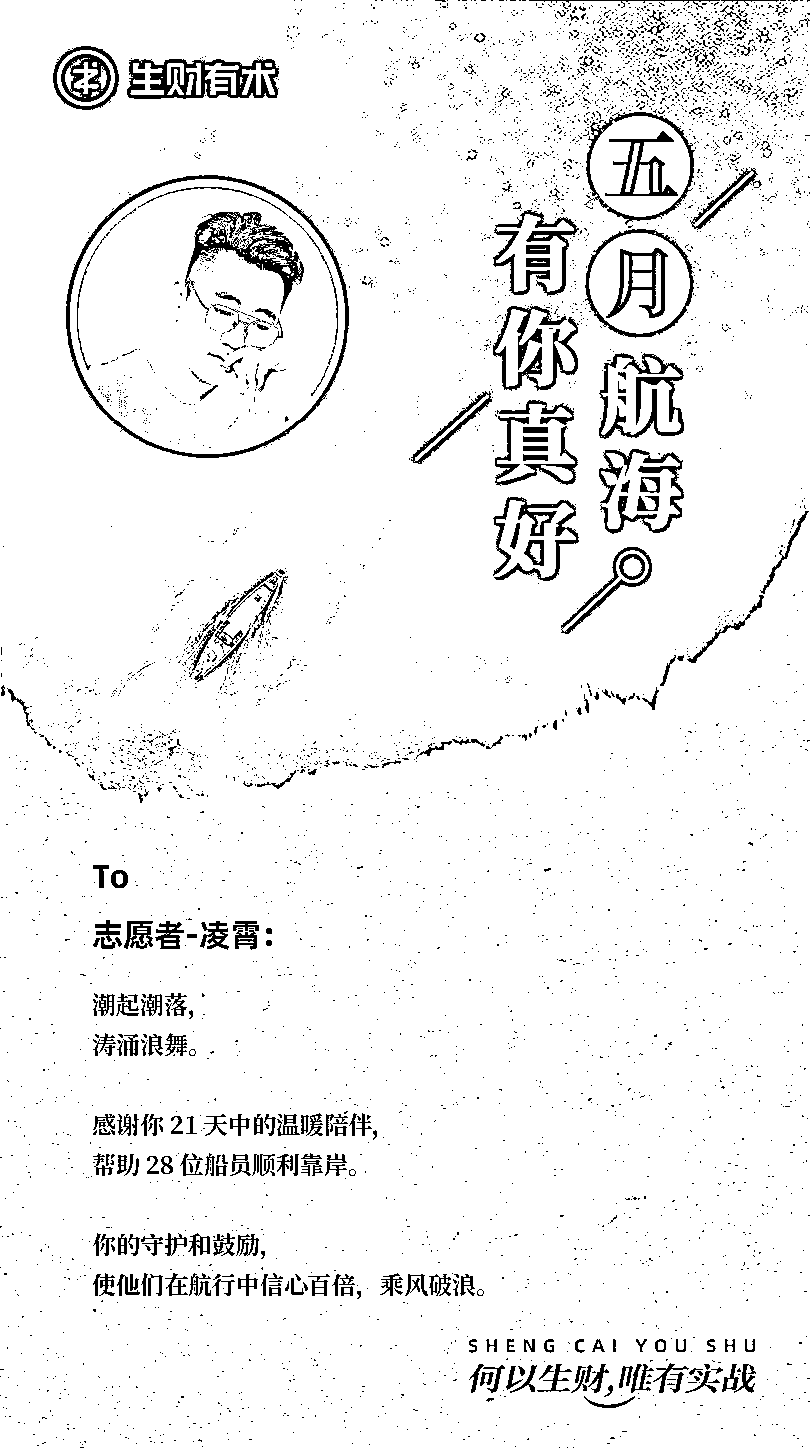 生财有术
五月航海
有你真好
To
志愿者-凌霄：
潮起潮落，
涛涌浪舞。
感谢你 21 天中的温暖陪伴，
帮助 28 位船员顺利靠岸。
你的守护和鼓励，
使他们在航行中信心百倍，乘风破浪。
SHENG CAI YOU SHU
何以生财，唯有实战